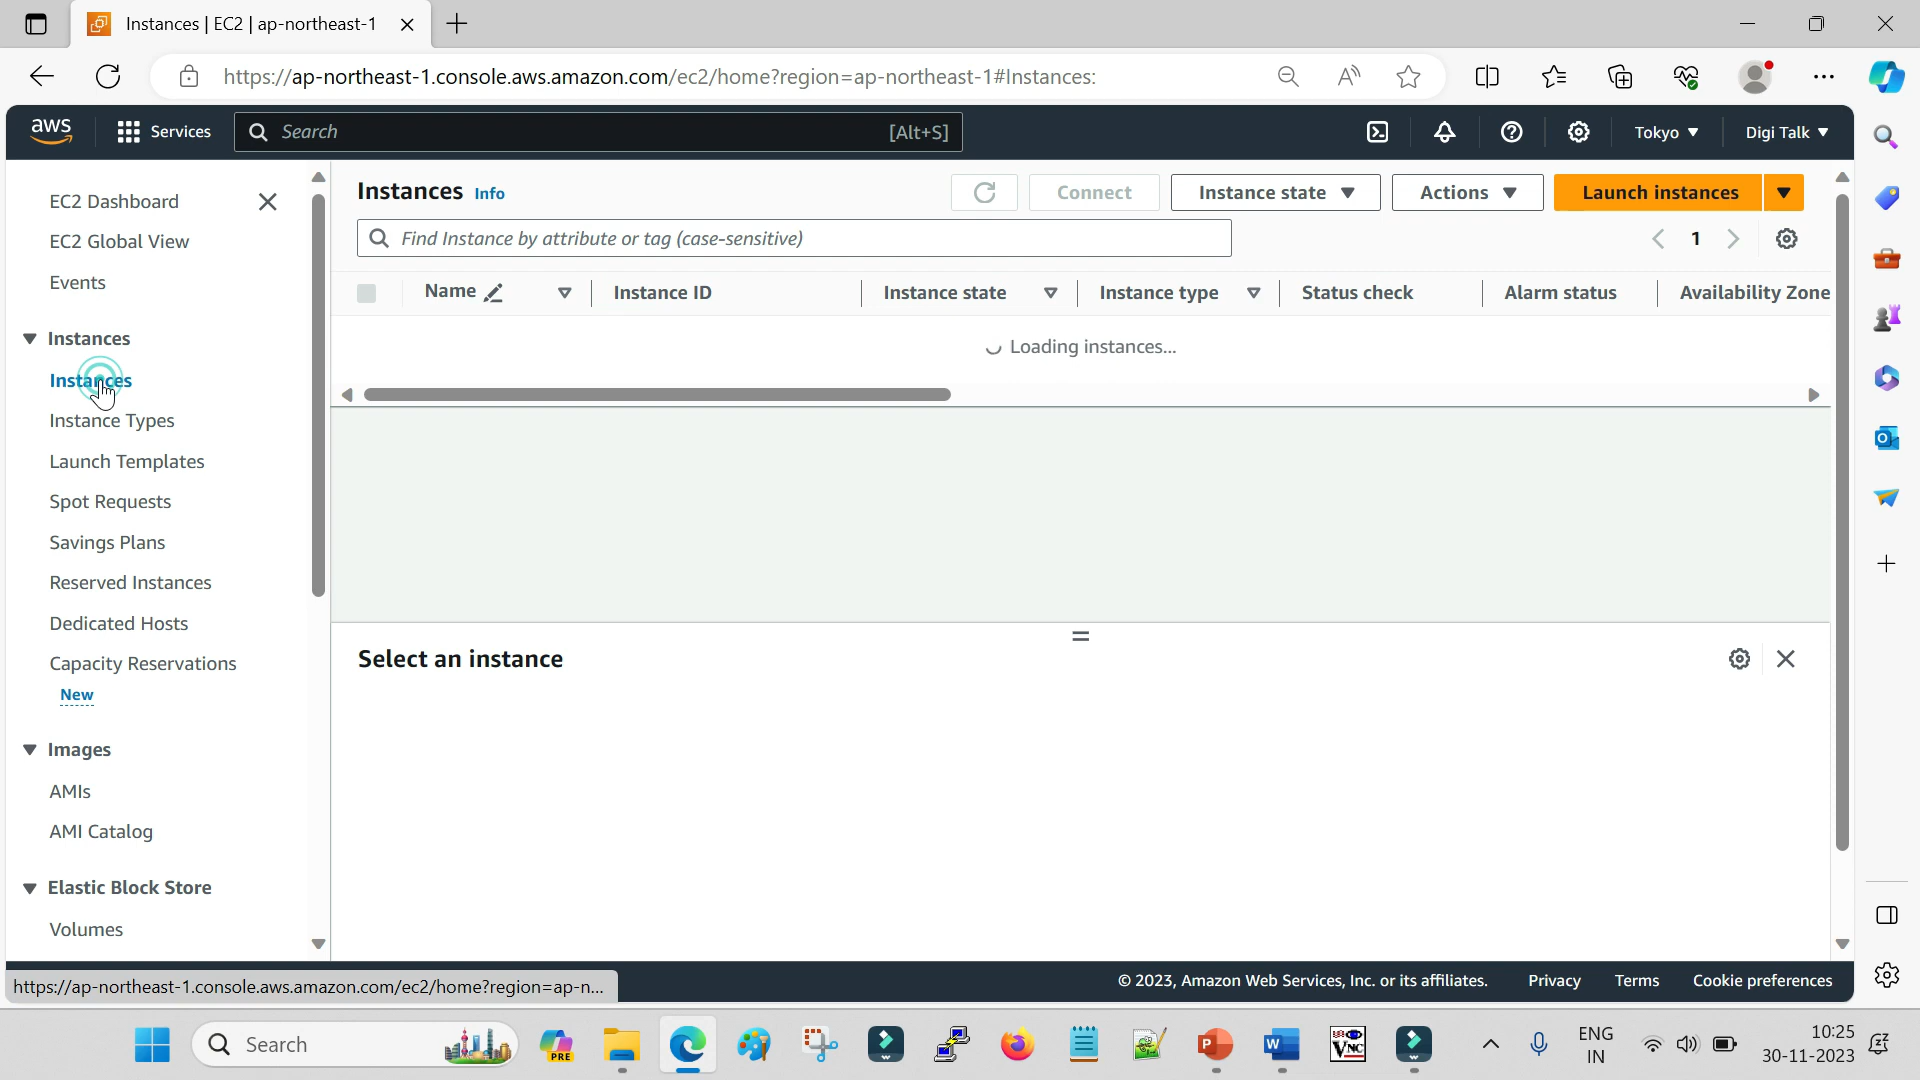 Instances | EC2 | ap-northeast-1
https://ap-northeast-1.console.aws.amazon.com/ec2/home?region=ap-northeast-1#Instances:
aws
Services
Search
[Alt+S]
Tokyo
Digi Talk
EC2 Dashboard
EC2 Global View
Events
Instances
Instances
Instance Types
Launch Templates
Spot Requests
Savings Plans
Reserved Instances
Dedicated Hosts
Capacity Reservations
New
Images
AMIs
AMI Catalog
Elastic Block Store
Volumes
Instances Info
Connect
Instance state
Actions
Launch instances
Find Instance by attribute or tag (case-sensitive)
1
Name
Instance ID
Instance state
Instance type
Status check
Alarm status
Availability Zone
Loading instances...
Select an instance
https://ap-northeast-1.console.aws.amazon.com/ec2/home?region=ap-n...
© 2023, Amazon Web Services, Inc. or its affiliates.
Privacy
Terms
Cookie preferences
Search
PRE
VNC
ENG
IN
10:25
30-11-2023